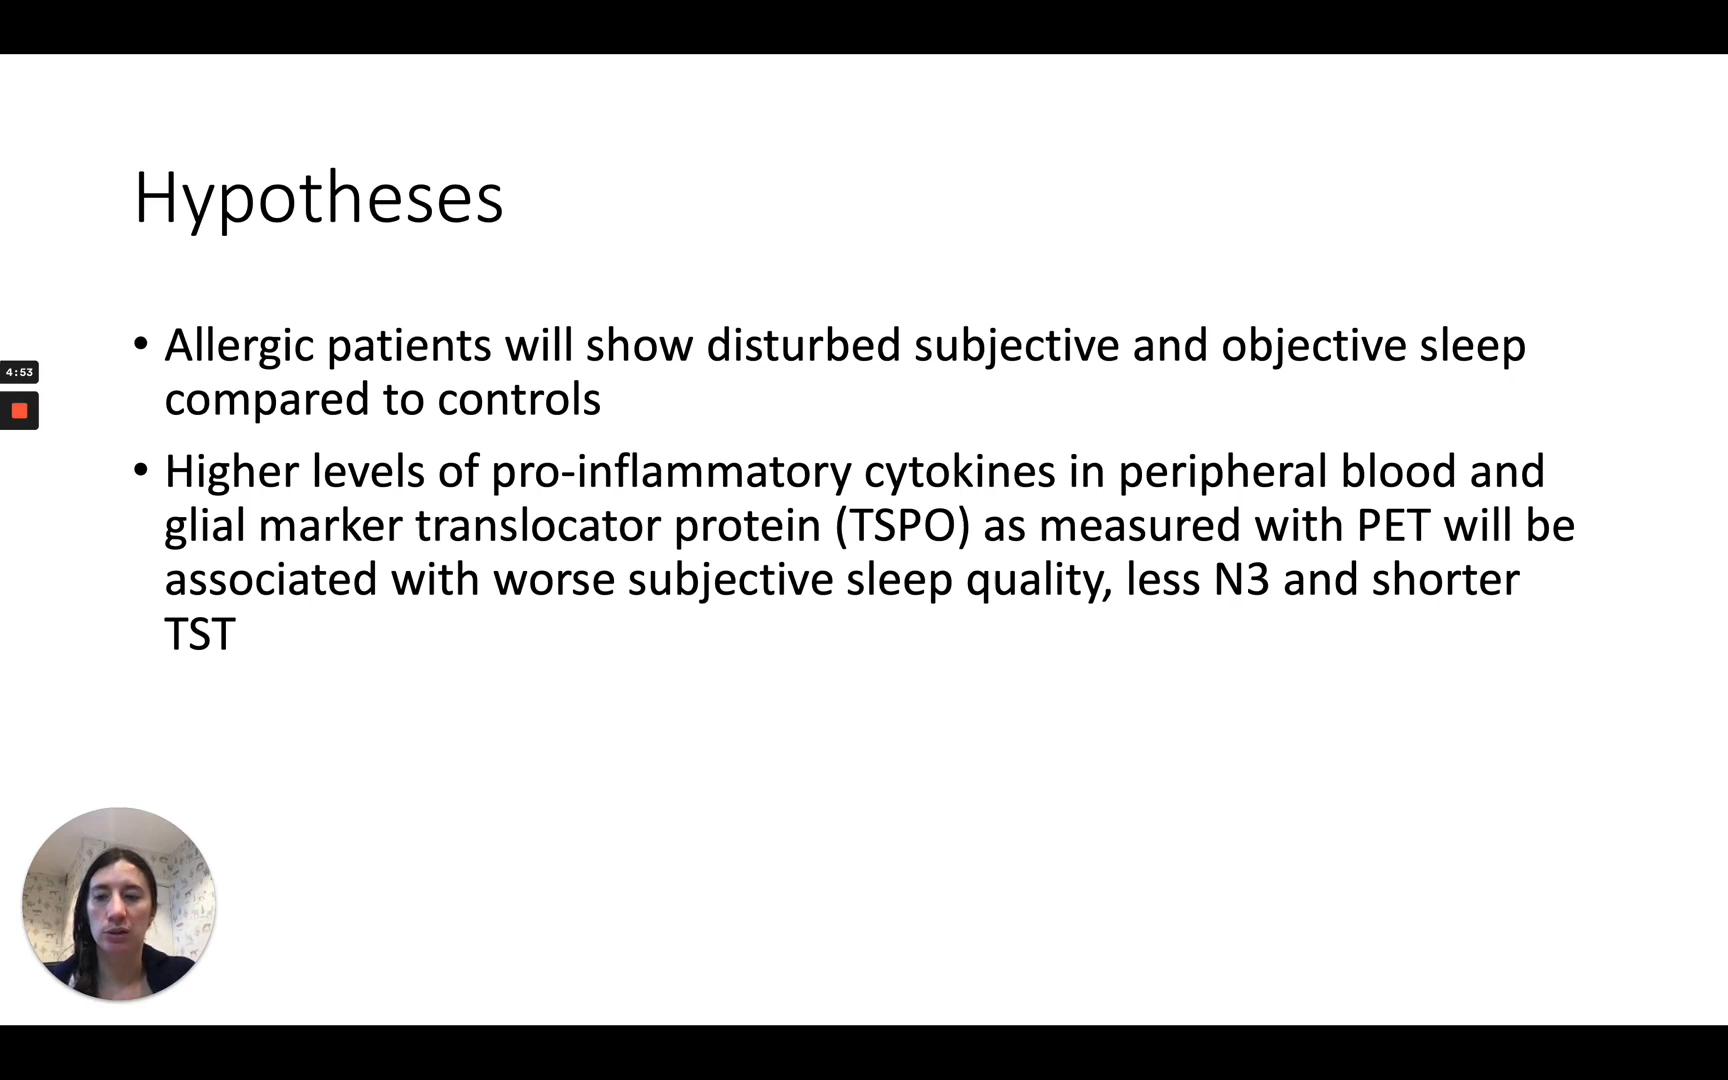 Hypotheses
• Allergic patients will show disturbed subjective and objective sleep
compared to controls
4:53
• Higher levels of pro-inflammatory cytokines in peripheral blood and
glial marker translocator protein (TSPO) as measured with PET will be
associated with worse subjective sleep quality, less N3 and shorter
TST